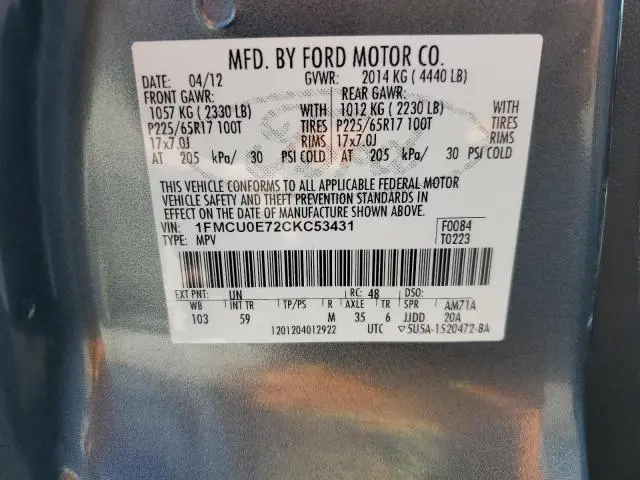 MFD. BY FORD MOTOR CO.
DATE: 04/12 GVWR: 2014 KG ( 4440 LB)
FRONT GAWR: REAR GAWR:
1057 KG ( 2330 LB) WITH 1012 KG ( 2230 LB) WITH
P225/65R17 100T TIRES P225/65R17 100T TIRES
17x7.0J RIMS 17x7.0J RIMS
AT 205 kPa/ 30 PSI COLD AT 205 kPa/ 30 PSI COLD
THIS VEHICLE CONFORMS TO ALL APPLICABLE FEDERAL MOTOR
VEHICLE SAFETY AND THEFT PREVENTION STANDARDS IN
EFFECT ON THE DATE OF MANUFACTURE SHOWN ABOVE.
VIN: 1FMCU0E72CKC53431 F0084
TYPE: MPV T0223
EXT PNT: UN RC: 48 DSO:
WB INT TR TP/PS R AXLE TR SPR AM71A
103 59 M 35 6 JJDD 20A
1201204012922 UTC 5U5A-1520472-BA